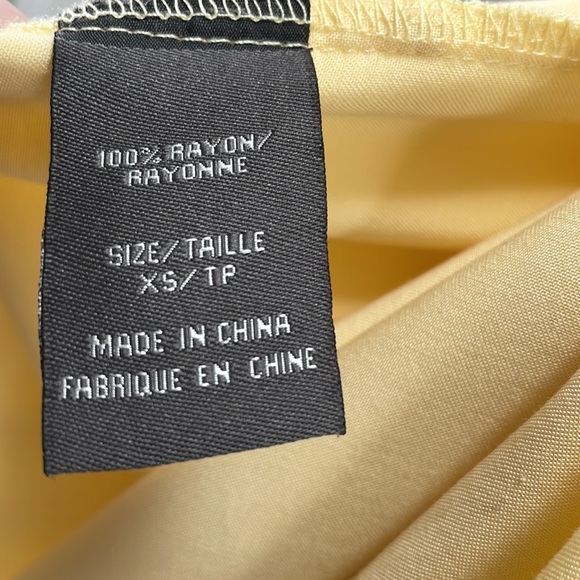 100% RAYON/
RAYONNE
SIZE/TAILLE
XS/TP
MADE IN CHINA
FABRIQUE EN CHINE